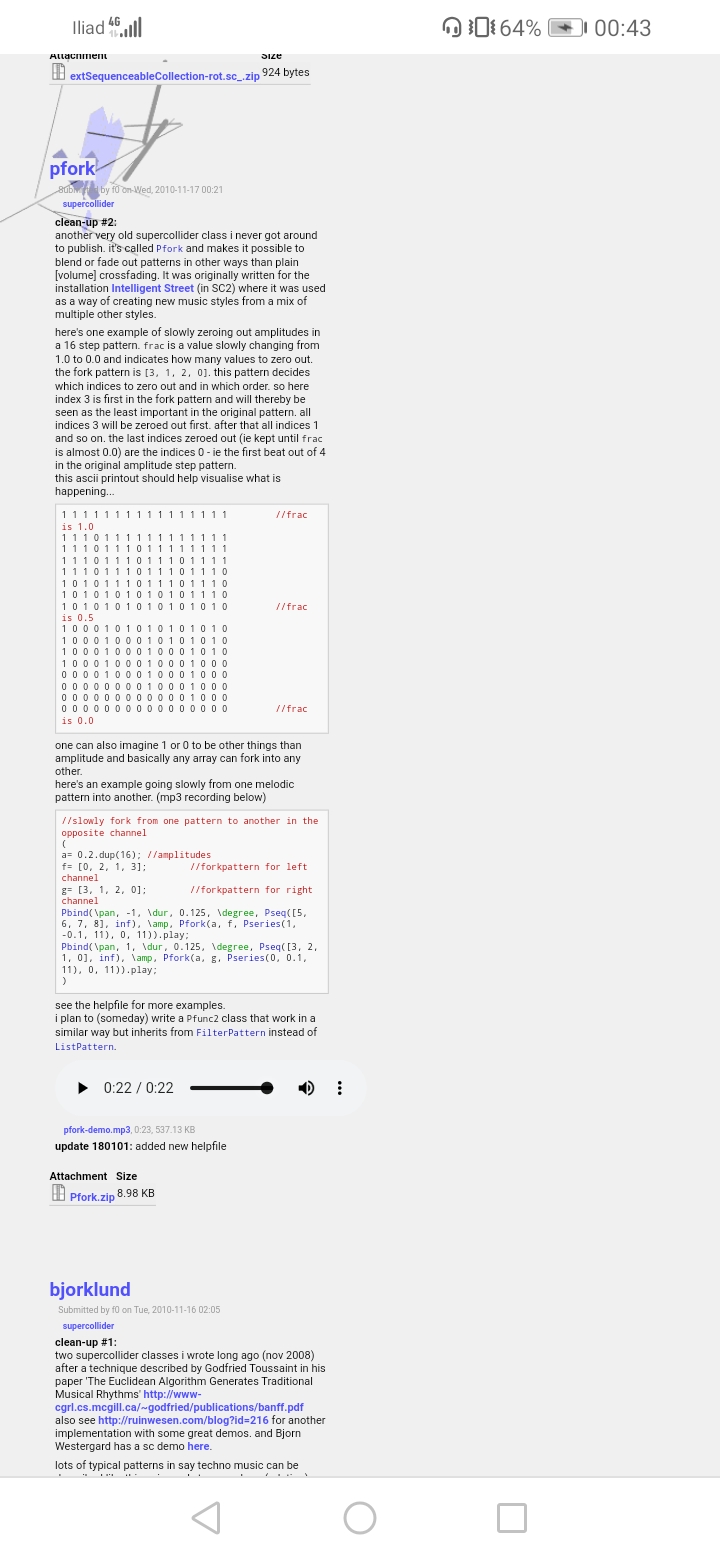 Iliad 4G 64% 00:43
Attachment Size
extSequenceableCollection-rot.sc_.zip 924 bytes
pfork
Submitted by f0 on Wed, 2010-11-17 00:21
supercollider
clean-up #2:
another very old supercollider class i never got around
to publish. it's called Pfork and makes it possible to
blend or fade out patterns in other ways than plain
[volume] crossfading. It was originally written for the
installation Intelligent Street (in SC2) where it was used
as a way of creating new music styles from a mix of
multiple other styles.
here's one example of slowly zeroing out amplitudes in
a 16 step pattern. frac is a value slowly changing from
1.0 to 0.0 and indicates how many values to zero out.
the fork pattern is [3, 1, 2, 0]. this pattern decides
which indices to zero out and in which order. so here
index 3 is first in the fork pattern and will thereby be
seen as the least important in the original pattern. all
indices 3 will be zeroed out first. after that all indices 1
and so on. the last indices zeroed out (ie kept until frac
is almost 0.0) are the indices 0 - ie the first beat out of 4
in the original amplitude step pattern.
this ascii printout should help visualise what is
happening...
1 1 1 1 1 1 1 1 1 1 1 1 1 1 1 1 //frac
is 1.0
1 1 1 0 1 1 1 1 1 1 1 1 1 1 1 1
1 1 1 0 1 1 1 0 1 1 1 1 1 1 1 1
1 1 1 0 1 1 1 0 1 1 1 0 1 1 1 1
1 1 1 0 1 1 1 0 1 1 1 0 1 1 1 0
1 0 1 0 1 1 1 0 1 1 1 0 1 1 1 0
1 0 1 0 1 0 1 0 1 0 1 0 1 1 1 0
1 0 1 0 1 0 1 0 1 0 1 0 1 0 1 0 //frac
is 0.5
1 0 0 0 1 0 1 0 1 0 1 0 1 0 1 0
1 0 0 0 1 0 0 0 1 0 1 0 1 0 1 0
1 0 0 0 1 0 0 0 1 0 0 0 1 0 1 0
1 0 0 0 1 0 0 0 1 0 0 0 1 0 0 0
0 0 0 0 1 0 0 0 1 0 0 0 1 0 0 0
0 0 0 0 0 0 0 0 1 0 0 0 1 0 0 0
0 0 0 0 0 0 0 0 0 0 0 0 1 0 0 0
0 0 0 0 0 0 0 0 0 0 0 0 0 0 0 0 //frac
is 0.0
one can also imagine 1 or 0 to be other things than
amplitude and basically any array can fork into any
other.
here's an example going slowly from one melodic
pattern into another. (mp3 recording below)
//slowly fork from one pattern to another in the
opposite channel
(
a= 0.2.dup(16); //amplitudes
f= [0, 2, 1, 3]; //forkpattern for left
channel
g= [3, 1, 2, 0]; //forkpattern for right
channel
Pbind(\pan, -1, \dur, 0.125, \degree, Pseq([5,
6, 7, 8], inf), \amp, Pfork(a, f, Pseries(1,
-0.1, 11), 0, 11)).play;
Pbind(\pan, 1, \dur, 0.125, \degree, Pseq([3, 2,
1, 0], inf), \amp, Pfork(a, g, Pseries(0, 0.1,
11), 0, 11)).play;
)
see the helpfile for more examples.
i plan to (someday) write a Pfunc2 class that work in a
similar way but inherits from FilterPattern instead of
ListPattern.
0:22 / 0:22
pfork-demo.mp3, 0:23, 537.13 KB
update 180101: added new helpfile
Attachment Size
Pfork.zip 8.98 KB
bjorklund
Submitted by f0 on Tue, 2010-11-16 02:05
supercollider
clean-up #1:
two supercollider classes i wrote long ago (nov 2008)
after a technique described by Godfried Toussaint in his
paper 'The Euclidean Algorithm Generates Traditional
Musical Rhythms' http://www-
cgrl.cs.mcgill.ca/~godfried/publications/banff.pdf
also see http://ruinwesen.com/blog?id=216 for another
implementation with some great demos. and Bjorn
Westergard has a sc demo here.
lots of typical patterns in say techno music can be